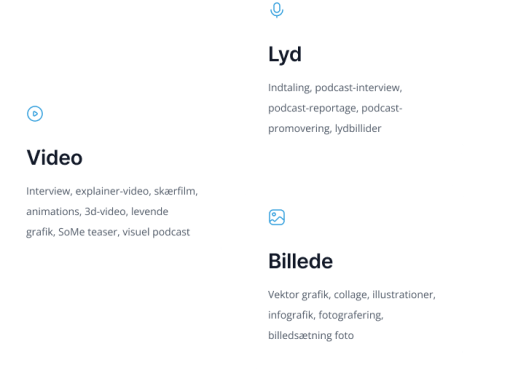 Video
Interview, explainer-video, skærfilm,
animations, 3d-video, levende
grafik, SoMe teaser, visuel podcast
Lyd
Indtaling, podcast-interview,
podcast-reportage, podcast-
promovering, lydbillider
Billede
Vektor grafik, collage, illustrationer,
infografik, fotografering,
billedsætning foto